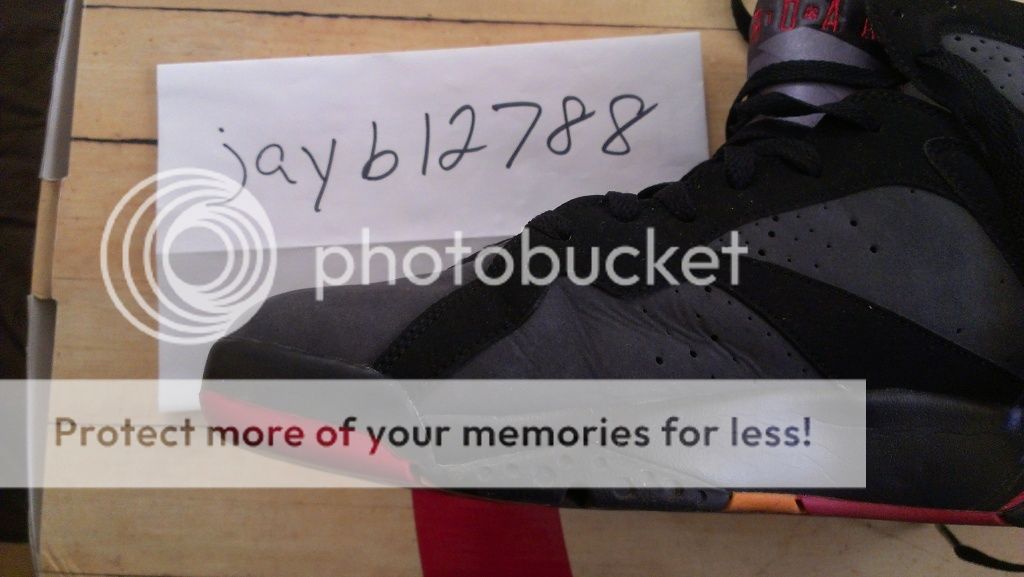 R•D•A
jayb12788
photobucket
Protect more of your memories for less!